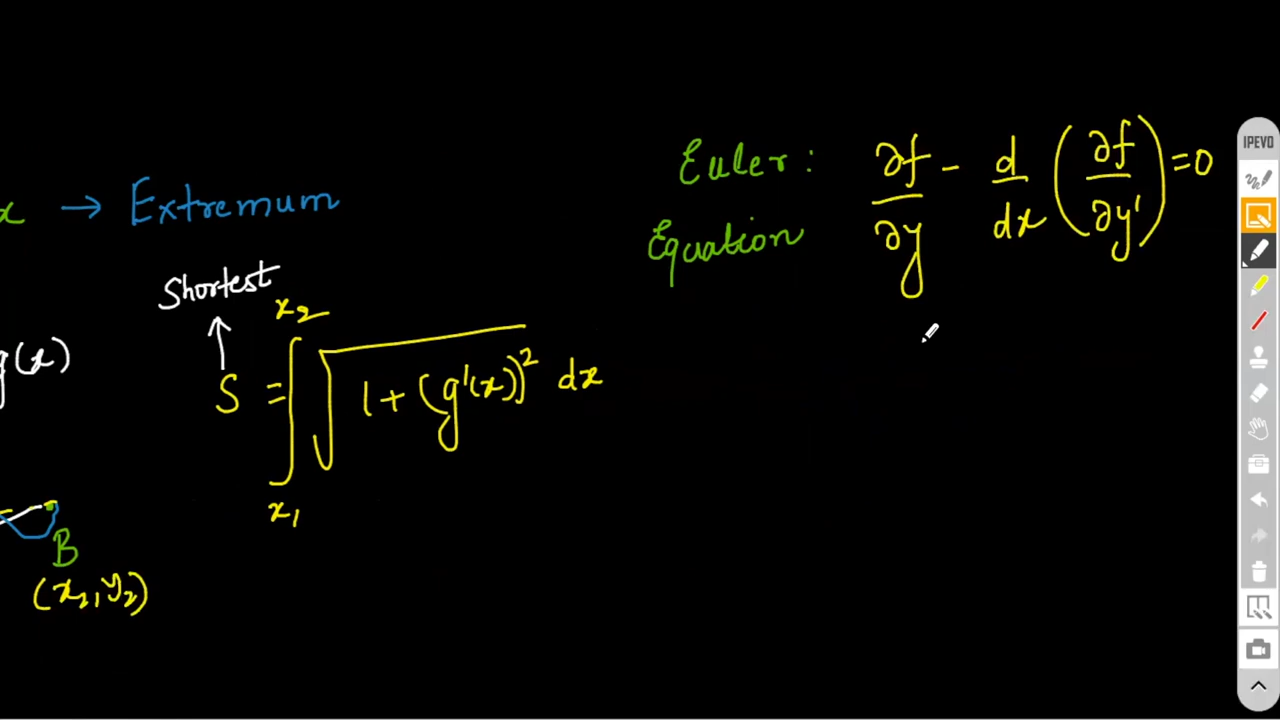 x → Extremum
Shortest
S = ∫_{x₁}^{x₂} √(1 + (g'(x))²) dx
g(x)
B
(x₂, y₂)
Euler: ∂f/∂y − d/dx (∂f/∂y') = 0
Equation
IPEVO